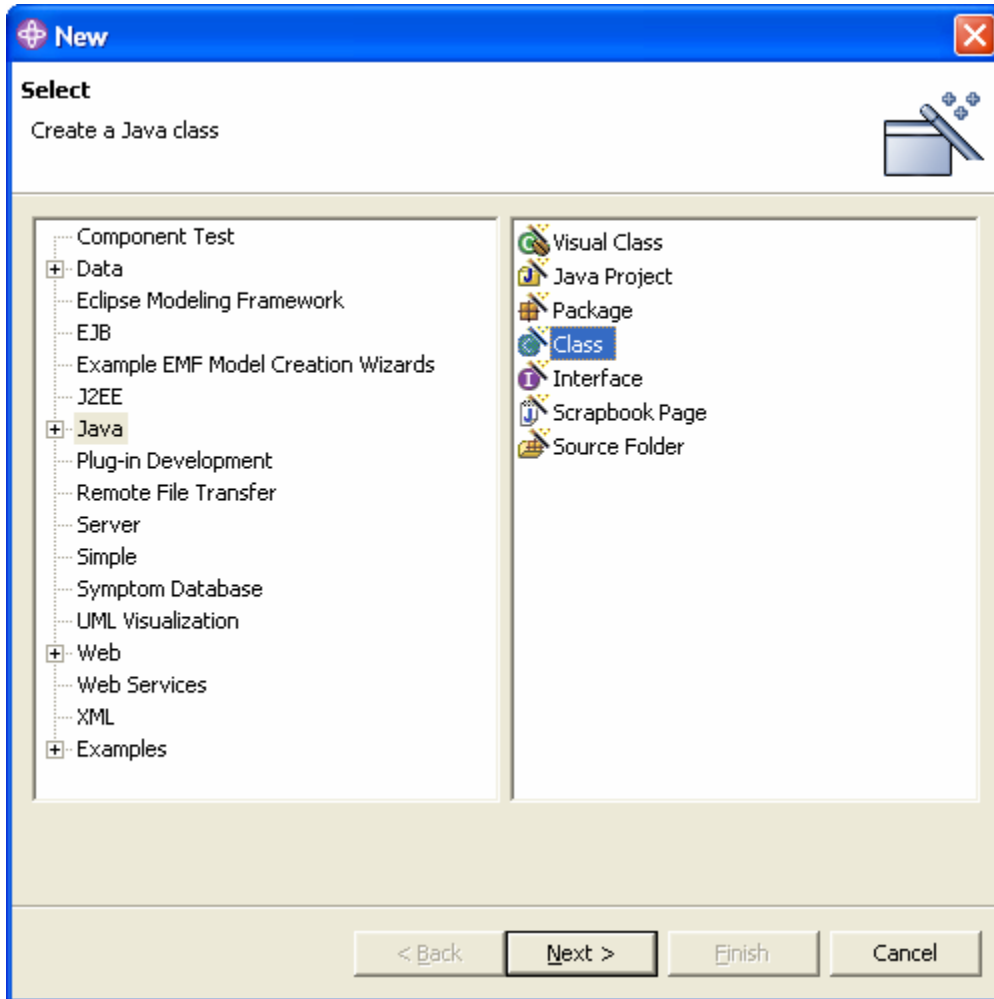 New
Select
Create a Java class
Component Test
Data
Eclipse Modeling Framework
EJB
Example EMF Model Creation Wizards
J2EE
Java
Plug-in Development
Remote File Transfer
Server
Simple
Symptom Database
UML Visualization
Web
Web Services
XML
Examples
Visual Class
Java Project
Package
Class
Interface
Scrapbook Page
Source Folder
< Back
Next >
Finish
Cancel